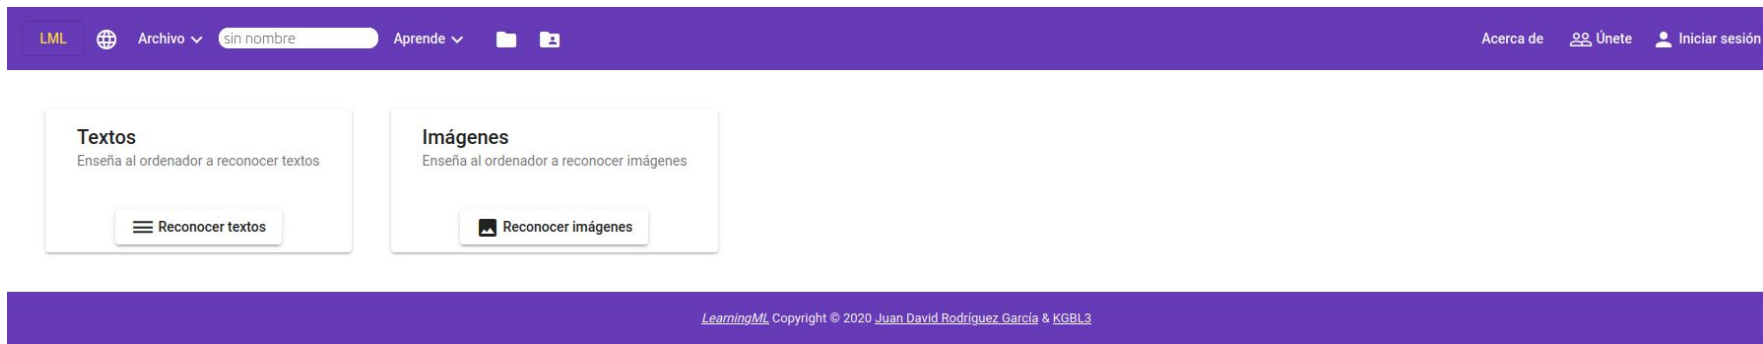 LML Archivo sin nombre Aprende Acerca de Únete Iniciar sesión
Textos
Enseña al ordenador a reconocer textos
Reconocer textos
Imágenes
Enseña al ordenador a reconocer imágenes
Reconocer imágenes
LearningML Copyright © 2020 Juan David Rodríguez García & KGBL3